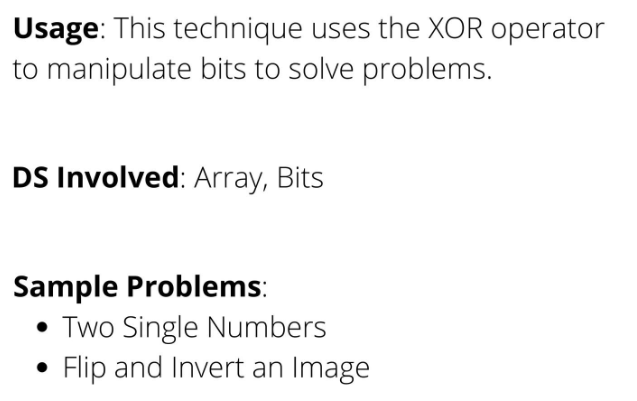 Usage: This technique uses the XOR operator
to manipulate bits to solve problems.
DS Involved: Array, Bits
Sample Problems:
• Two Single Numbers
• Flip and Invert an Image